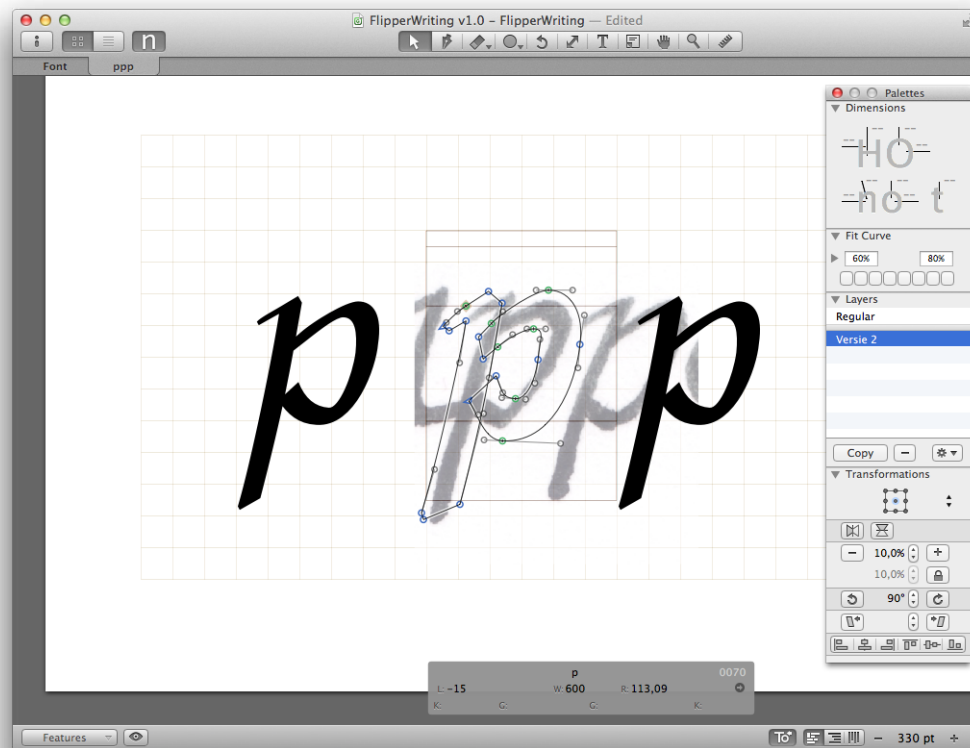 FlipperWriting v1.0 – FlipperWriting — Edited
i
n
T
Font
ppp
Palettes
Dimensions
HO
no t
Fit Curve
60%
80%
Layers
Regular
Versie 2
Copy
Transformations
10,0%
10,0%
90°
p p p
p
0070
L: -15
W: 600
R: 113,09
K:
G:
G:
K:
Features
330 pt